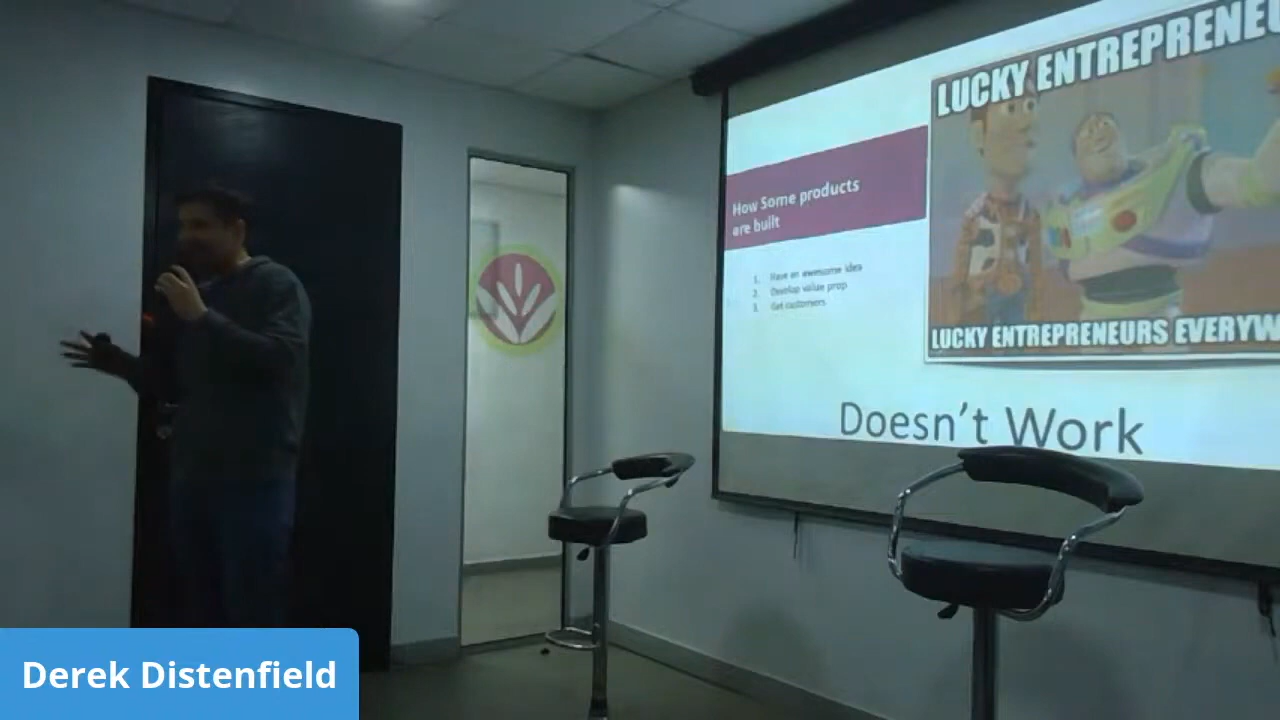 LUCKY ENTREPRENEU
How Some products
are built
1. Have an awesome idea
2. Develop value prop
3. Get customers
LUCKY ENTREPRENEURS EVERYW
Doesn't Work
Derek Distenfield